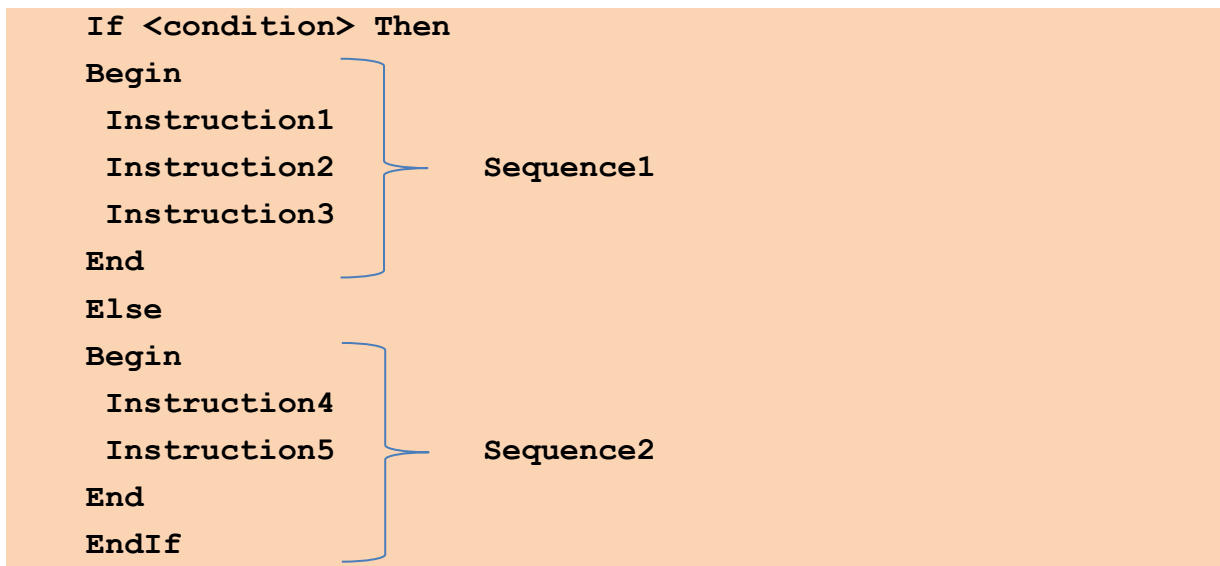 If <condition> Then
Begin
Instruction1
Instruction2 Sequence1
Instruction3
End
Else
Begin
Instruction4
Instruction5 Sequence2
End
EndIf